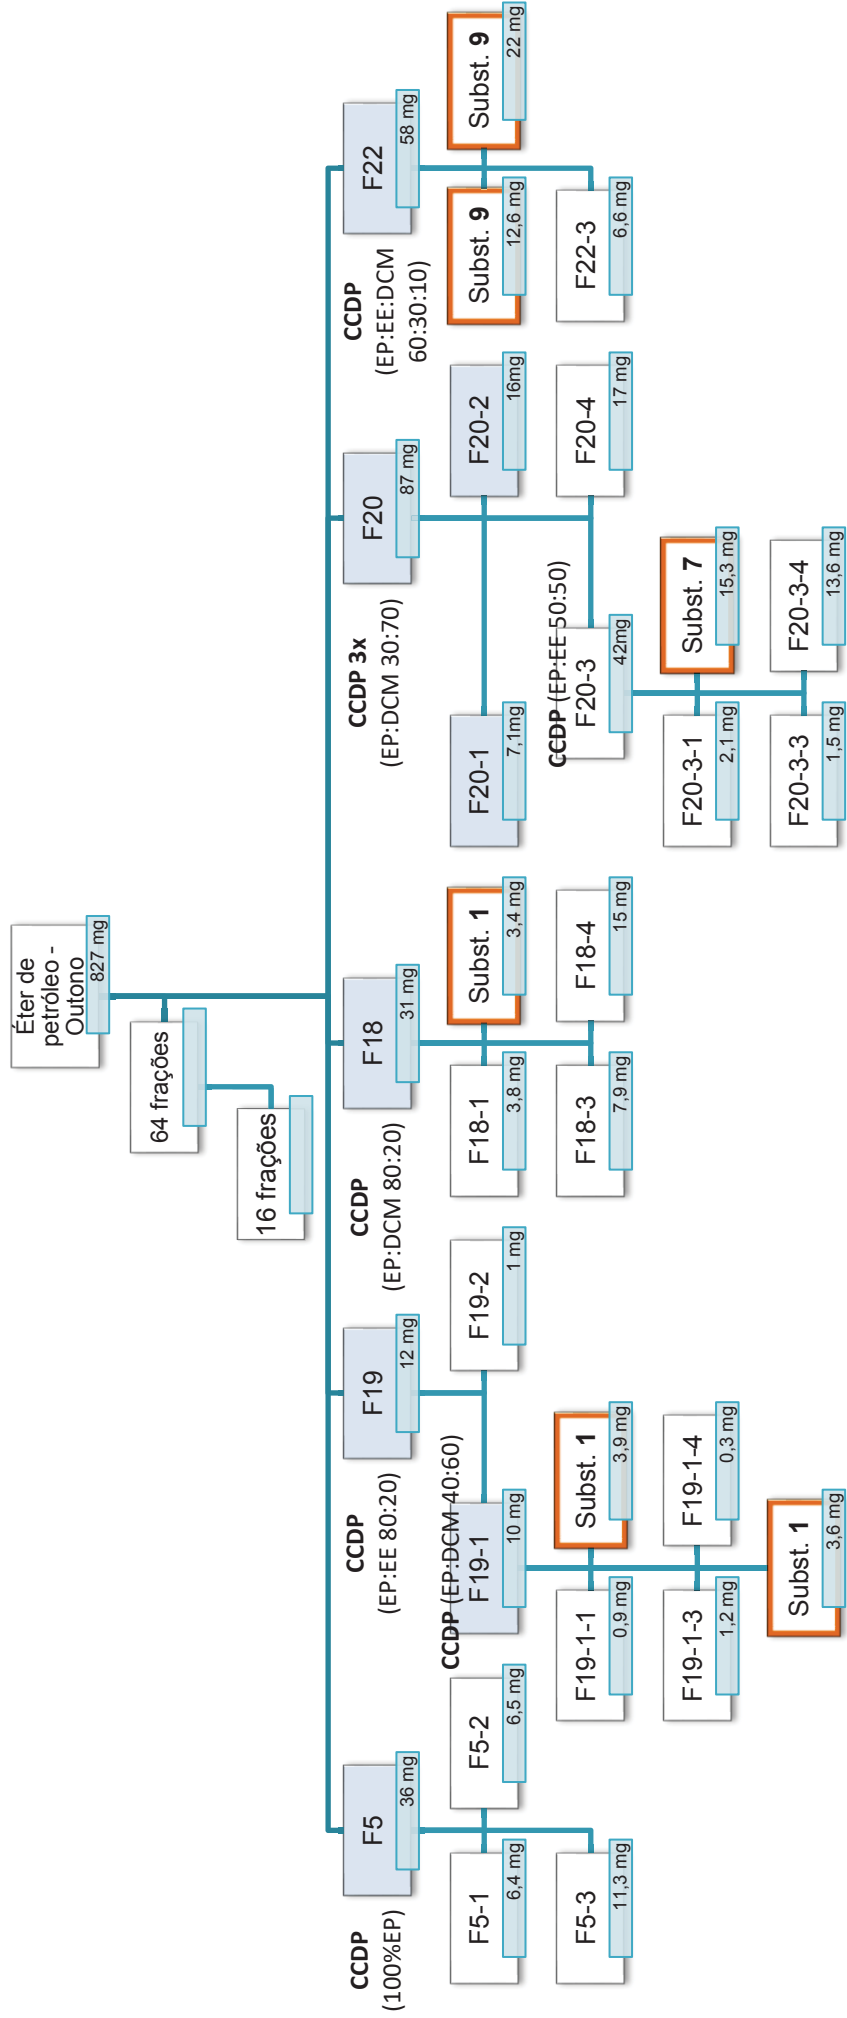 Éter de
petróleo -
Outono
827 mg
64 frações
16 frações
CCDP
(100%EP)
F5
36 mg
F5-1
6,4 mg
F5-2
6,5 mg
F5-3
11,3 mg
CCDP
(EP:EE 80:20)
F19
12 mg
CCDP (EP:DCM 40:60)
F19-1
10 mg
F19-2
1 mg
F19-1-1
0,9 mg
Subst. 1
3,9 mg
F19-1-3
1,2 mg
F19-1-4
0,3 mg
Subst. 1
3,6 mg
CCDP
(EP:DCM 80:20)
F18
31 mg
F18-1
3,8 mg
Subst. 1
3,4 mg
F18-3
7,9 mg
F18-4
15 mg
CCDP 3x
(EP:DCM 30:70)
F20
87 mg
F20-1
7,1mg
F20-2
16mg
CCDP (EP:EE 50:50)
F20-3
42mg
F20-4
17 mg
F20-3-1
2,1 mg
Subst. 7
15,3 mg
F20-3-3
1,5 mg
F20-3-4
13,6 mg
CCDP
(EP:EE:DCM
60:30:10)
F22
58 mg
Subst. 9
12,6 mg
Subst. 9
22 mg
F22-3
6,6 mg